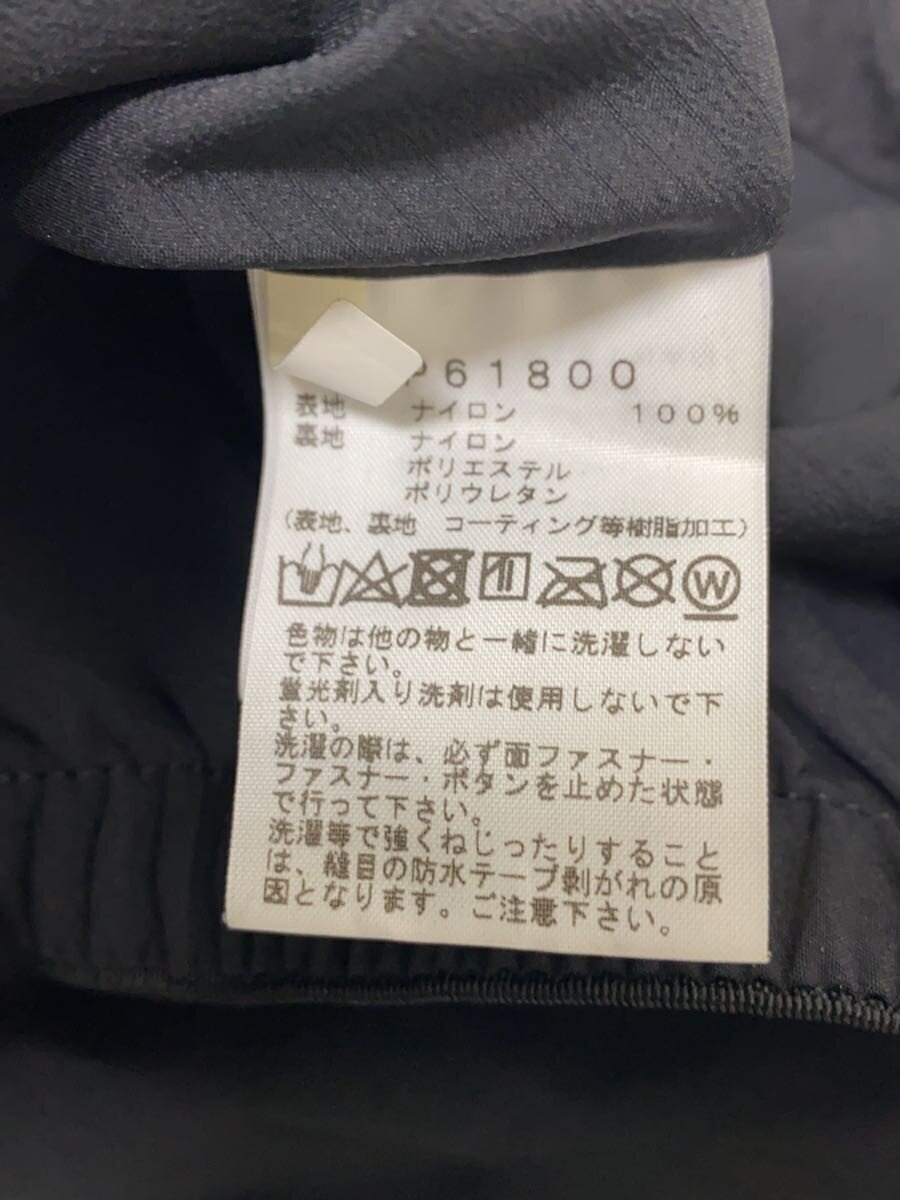 P61800
表地 ナイロン 100%
裏地 ナイロン
ポリエステル
ポリウレタン
(表地、裏地 コーティング等樹脂加工)
W
色物は他の物と一緒に洗濯しない
で下さい。
蛍光剤入り洗剤は使用しないで下
さい。
洗濯の際は、必ず面ファスナー・
ファスナー・ボタンを止めた状態
で行って下さい。
洗濯等で強くねじったりすること
は、縫目の防水テープ剥がれの原
因となります。ご注意下さい。